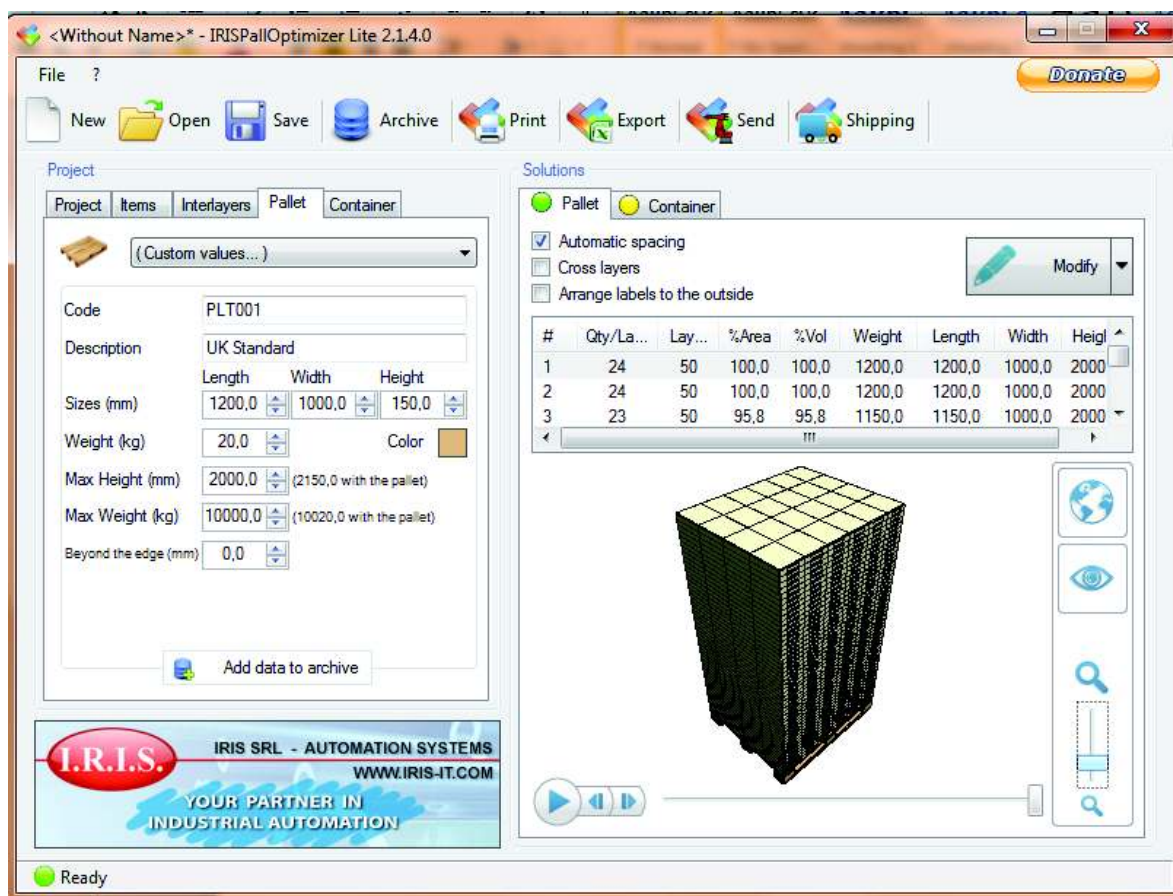 <Without Name>* - IRISPallOptimizer Lite 2.1.4.0
File ?
Donate
New Open Save Archive Print Export Send Shipping
Project
Project Items Interlayers Pallet Container
(Custom values... )
Code PLT001
Description UK Standard
Length Width Height
Sizes (mm) 1200,0 1000,0 150,0
Weight (kg) 20,0 Color
Max Height (mm) 2000,0 (2150,0 with the pallet)
Max Weight (kg) 10000,0 (10020,0 with the pallet)
Beyond the edge (mm) 0,0
Add data to archive
I.R.I.S.
IRIS SRL - AUTOMATION SYSTEMS
WWW.IRIS-IT.COM
YOUR PARTNER IN
INDUSTRIAL AUTOMATION
Solutions
Pallet Container
Automatic spacing
Cross layers
Arrange labels to the outside
Modify
# Qty/La... Lay... %Area %Vol Weight Length Width Heigl
1 24 50 100,0 100,0 1200,0 1200,0 1000,0 2000
2 24 50 100,0 100,0 1200,0 1200,0 1000,0 2000
3 23 50 95,8 95,8 1150,0 1150,0 1000,0 2000
Ready